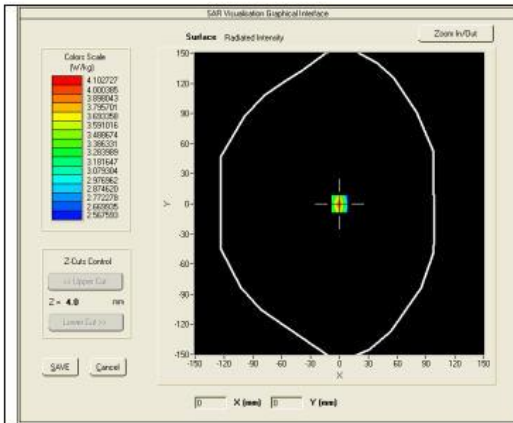 SAR Visualisation Graphical Interface
Surface Radiated Intensity
Zoom In/Out
Colors Scale
(W/kg)
4.102727
4.000385
3.898043
3.795701
3.693358
3.591016
3.488674
3.386331
3.283989
3.181647
3.079304
2.976962
2.874620
2.772278
2.669935
2.567593
Z-Cuts Control
<< Upper Cut
Z = 4.0 mm
Lower Cut >>
SAVE Cancel
150
120
90
60
30
0
-30
-60
-90
-120
-150
Y
-150 -120 -90 -60 -30 0 30 60 90 120 150
X
0 X (mm) 0 Y (mm)